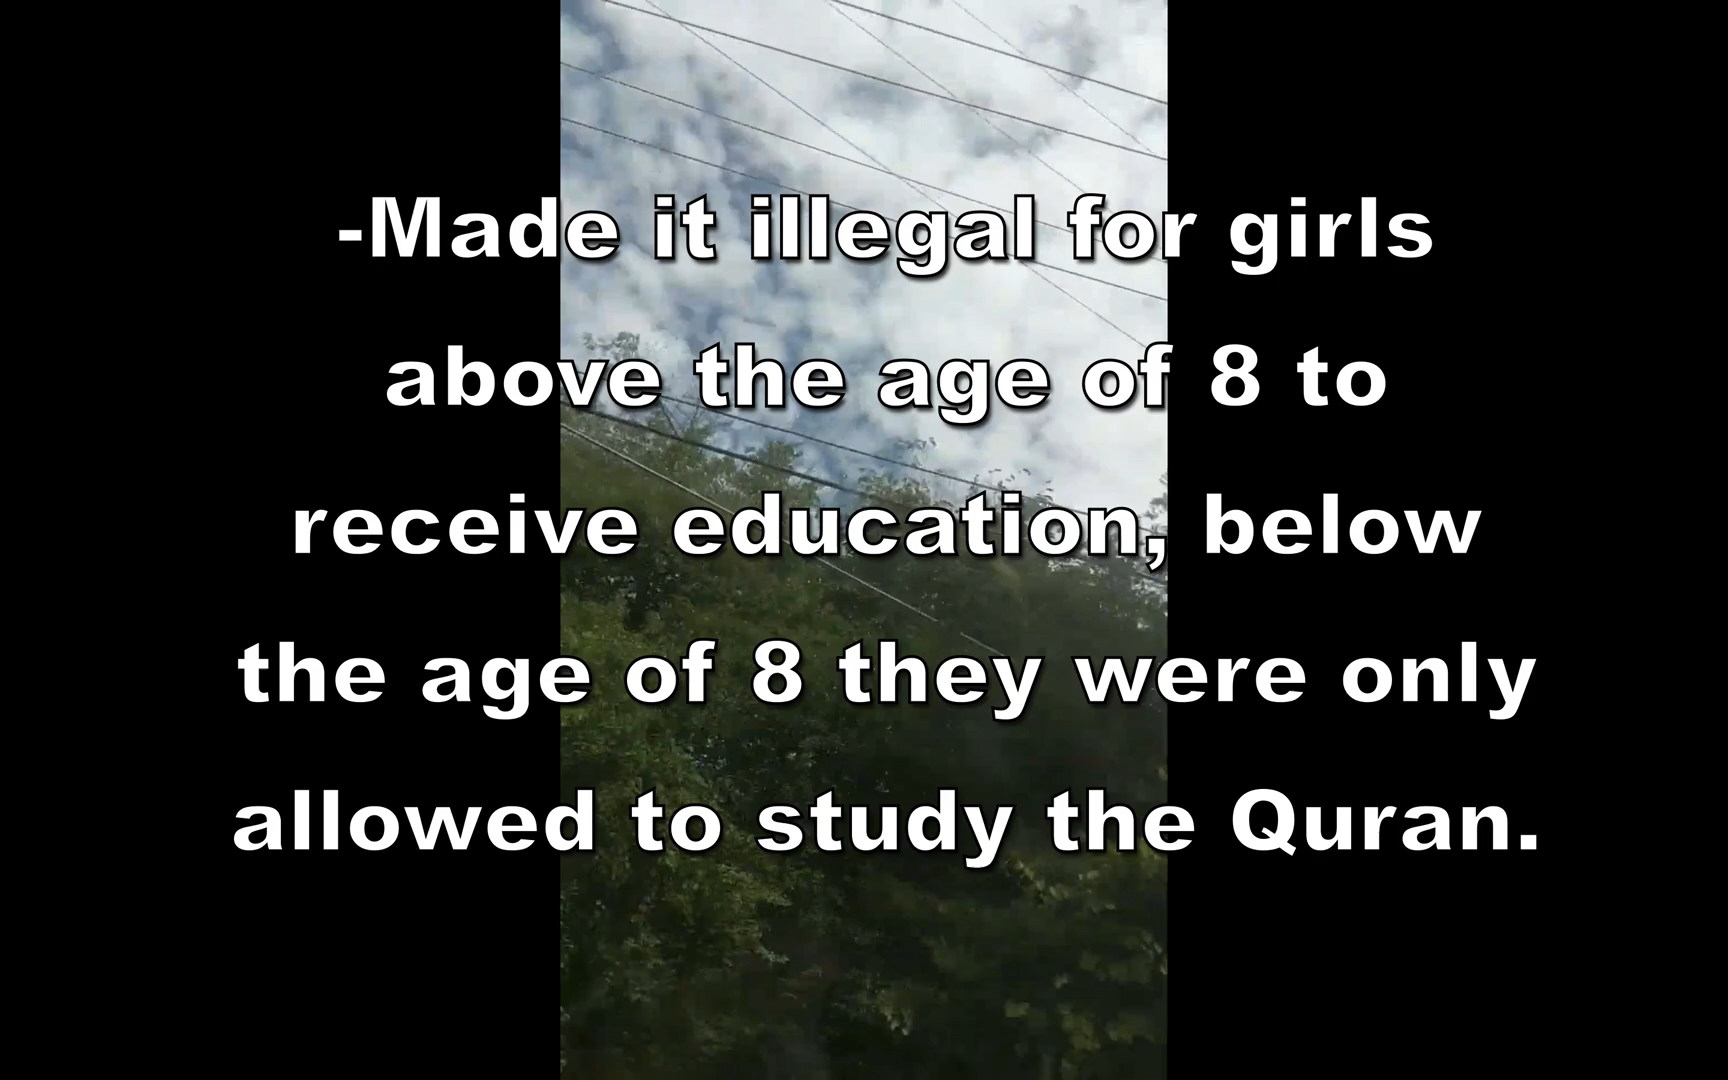 -Made it illegal for girls
above the age of 8 to
receive education, below
the age of 8 they were only
allowed to study the Quran.